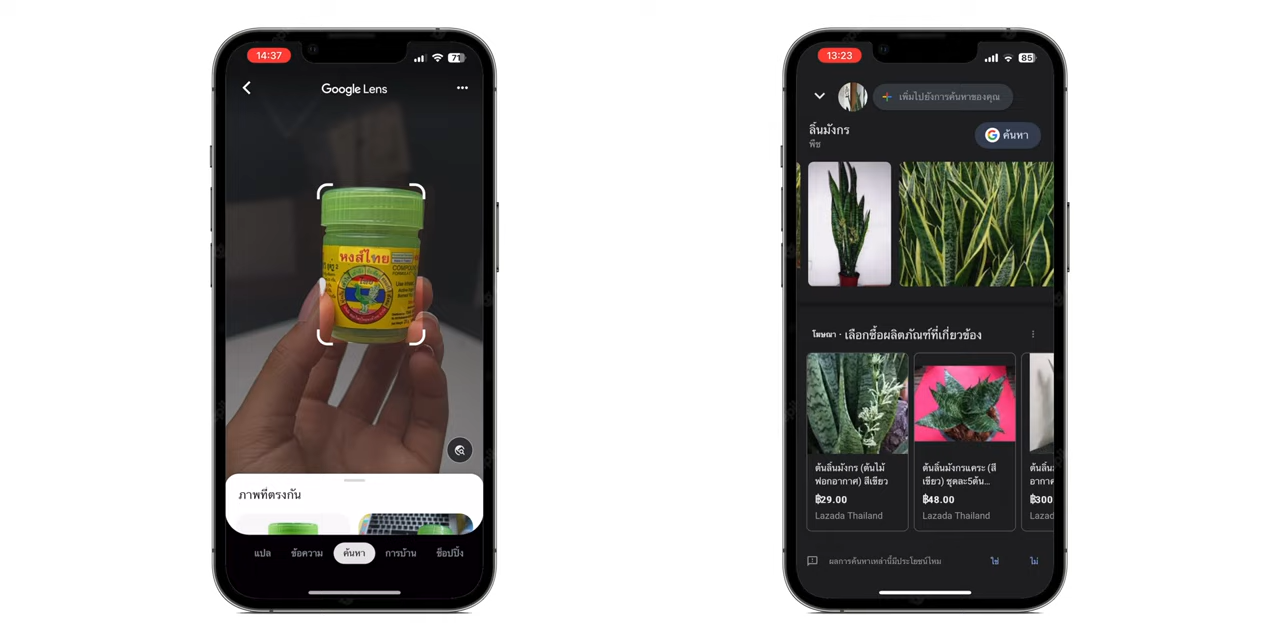 14:37
71
Google Lens
หงส์ไทย
ภาพที่ตรงกัน
แปล
ข้อความ
ค้นหา
การบ้าน
ช็อปปิ้ง
13:23
85
เพิ่มไปยังการค้นหาของคุณ
ลิ้นมังกร
พืช
ค้นหา
โฆษณา · เลือกซื้อผลิตภัณฑ์ที่เกี่ยวข้อง
ต้นลิ้นมังกร (ต้นไม้
ฟอกอากาศ) สีเขียว
฿29.00
Lazada Thailand
ต้นลิ้นมังกรแคระ (สี
เขียว) ชุดละ5ต้น...
฿48.00
Lazada Thailand
฿300
ผลการค้นหาเหล่านี้มีประโยชน์ไหม
ใช่
ไม่